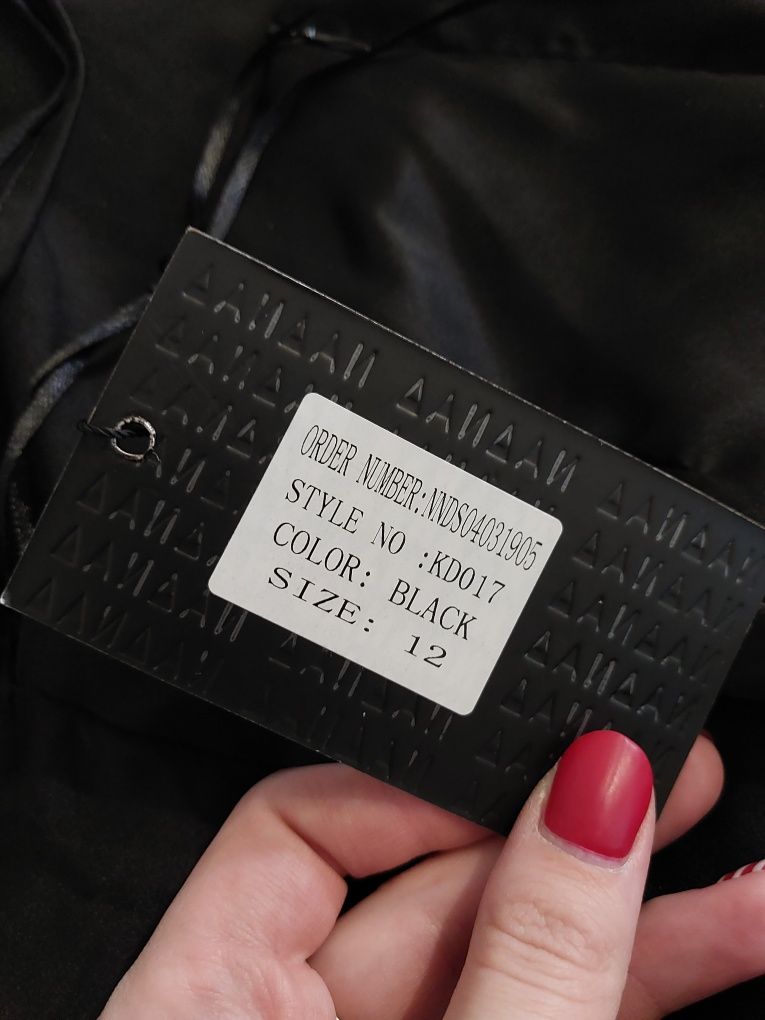 ORDER NUMBER:NNDS04031905
STYLE NO :KD017
COLOR: BLACK
SIZE: 12